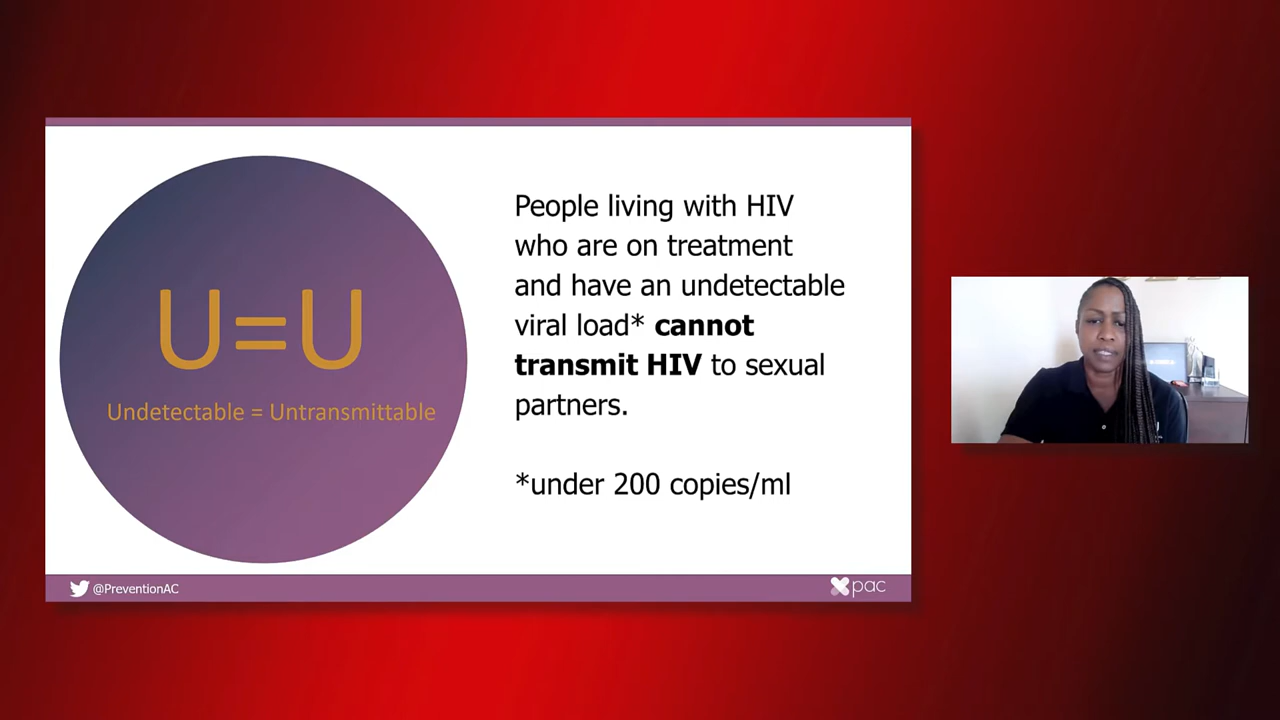 U=U
Undetectable = Untransmittable
People living with HIV
who are on treatment
and have an undetectable
viral load* cannot
transmit HIV to sexual
partners.
*under 200 copies/ml
@PreventionAC
pac